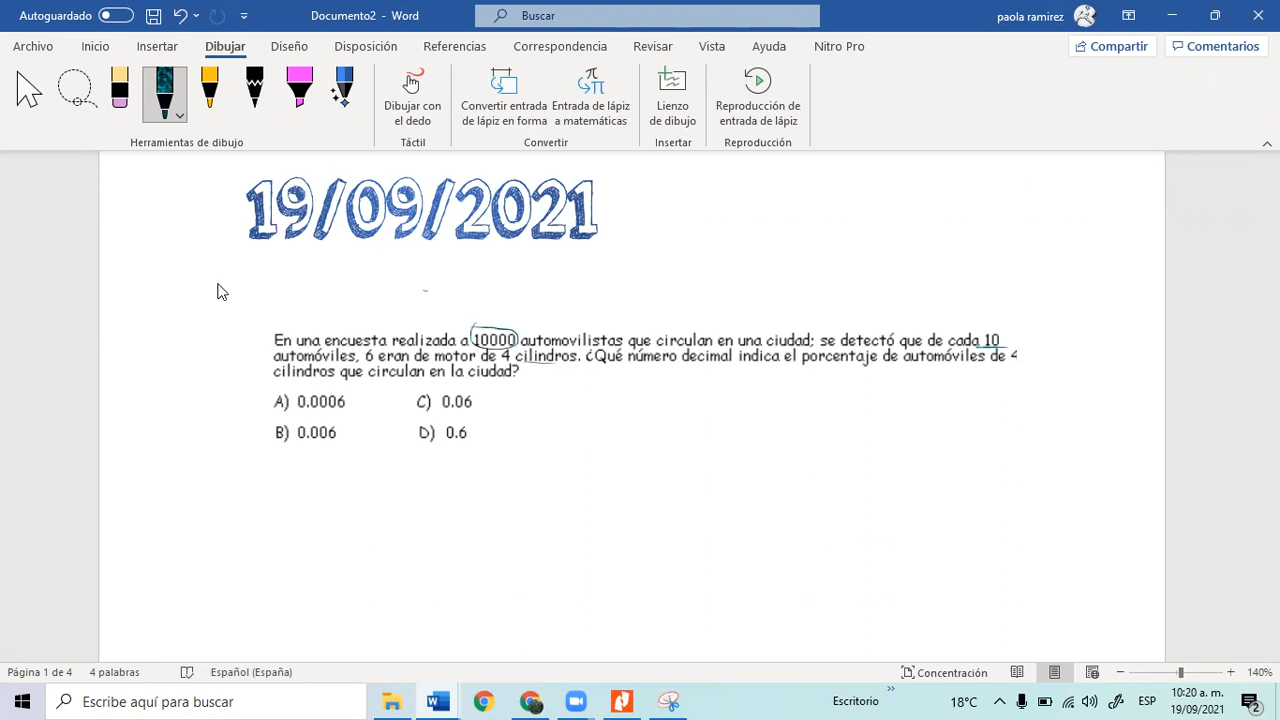 Autoguardado
Documento2 - Word
Buscar
paola ramirez
Archivo Inicio Insertar Dibujar Diseño Disposición Referencias Correspondencia Revisar Vista Ayuda Nitro Pro
Compartir
Comentarios
Dibujar con el dedo
Convertir entrada de lápiz en forma
Entrada de lápiz a matemáticas
Lienzo de dibujo
Reproducción de entrada de lápiz
Herramientas de dibujo
Táctil
Convertir
Insertar
Reproducción
19/09/2021
En una encuesta realizada a 10000 automovilistas que circulan en una ciudad; se detectó que de cada 10
automóviles, 6 eran de motor de 4 cilindros. ¿Qué número decimal indica el porcentaje de automóviles de 4
cilindros que circulan en la ciudad?
A) 0.0006 C) 0.06
B) 0.006 D) 0.6
Página 1 de 4 4 palabras Español (España)
Concentración
140%
Escribe aquí para buscar
Escritorio
18°C
ESP
10:20 a. m.
19/09/2021
2